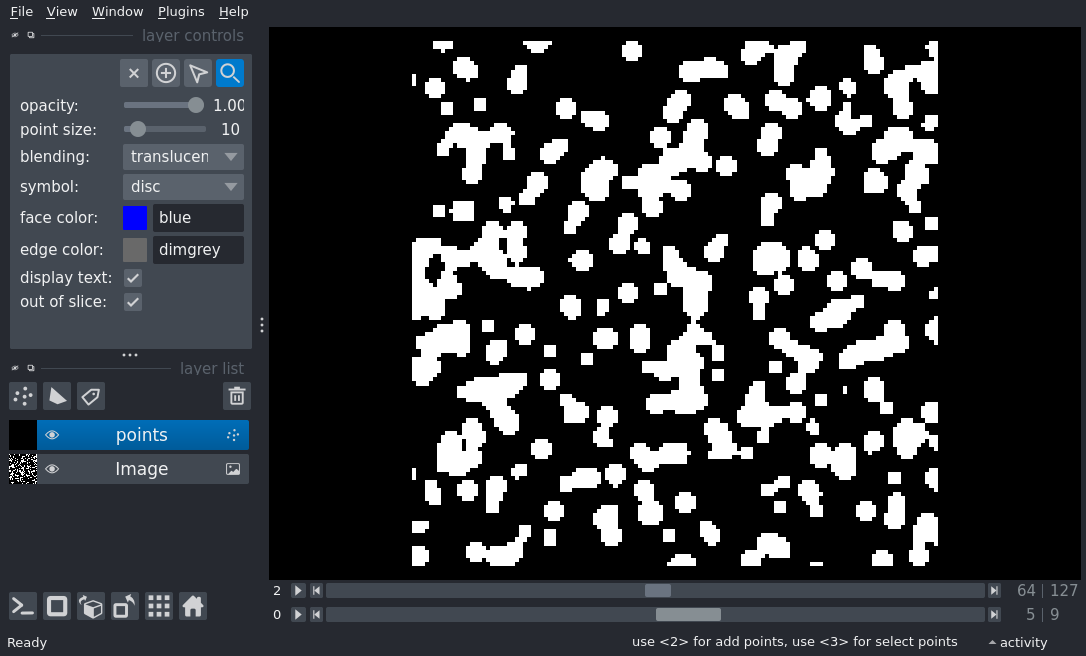 File View Window Plugins Help
layer controls
opacity: 1.00
point size: 10
blending: translucen
symbol: disc
face color: blue
edge color: dimgrey
display text:
out of slice:
layer list
points
Image
2 64 | 127
0 5 | 9
Ready use <2> for add points, use <3> for select points activity